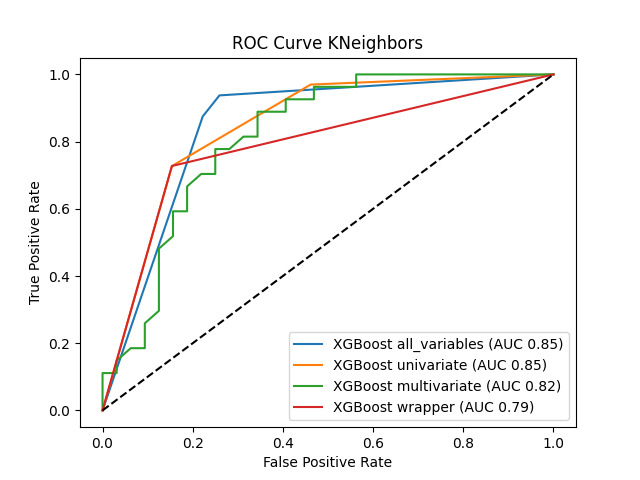 ROC Curve KNeighbors
1.0
0.8
0.6
0.4
0.2
0.0
True Positive Rate
XGBoost all_variables (AUC 0.85)
XGBoost univariate (AUC 0.85)
XGBoost multivariate (AUC 0.82)
XGBoost wrapper (AUC 0.79)
0.0 0.2 0.4 0.6 0.8 1.0
False Positive Rate